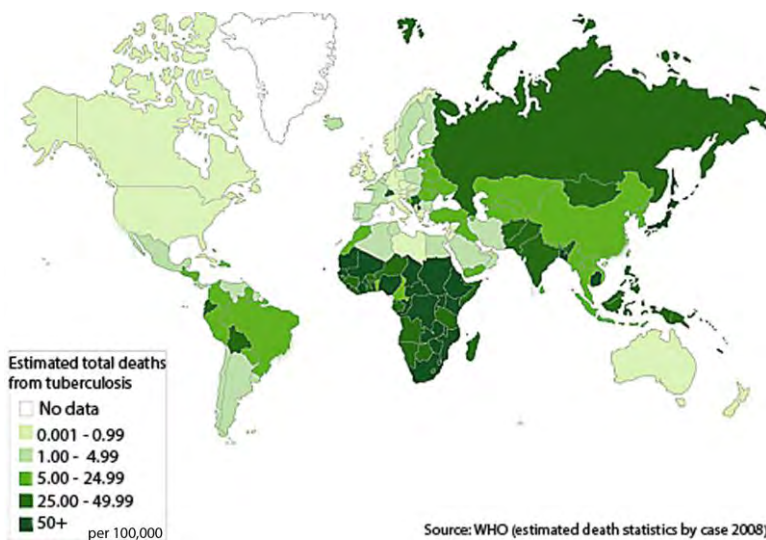 Estimated total deaths
from tuberculosis
No data
0.001 - 0.99
1.00 - 4.99
5.00 - 24.99
25.00 - 49.99
50+
per 100,000
Source: WHO (estimated death statistics by case 2008)